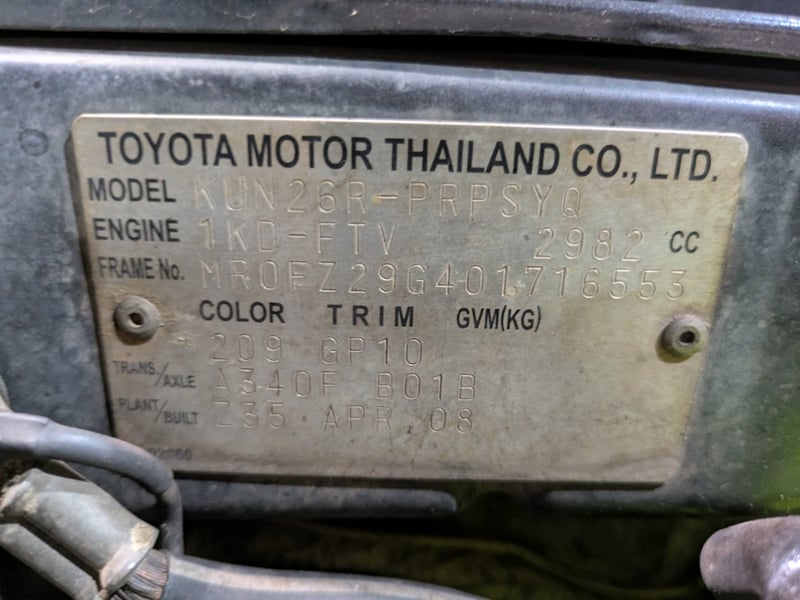 TOYOTA MOTOR THAILAND CO., LTD.
MODEL KUN26R-PRPSYQ
ENGINE 1KD-FTV 2982 CC
FRAME No. MR0FZ29G401716553
COLOR TRIM GVM(KG)
209 GP10
TRANS./AXLE A340F B01B
PLANT/BUILT Z35 APR 08